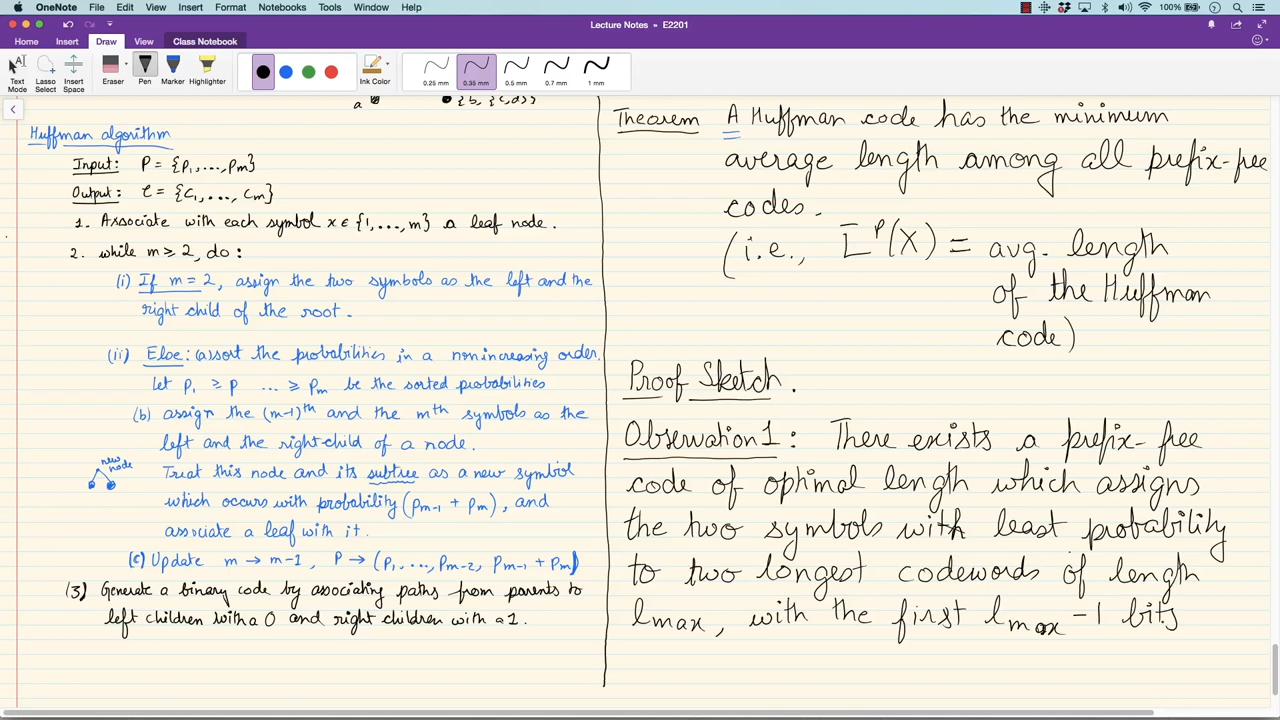 OneNote File Edit View Insert Format Notebooks Tools Window Help
100%
Lecture Notes » E2201
Home Insert Draw View Class Notebook
Text Mode
Lasso Select
Insert Space
Eraser
Pen
Marker
Highlighter
Ink Color
0.25 mm
0.35 mm
0.5 mm
0.7 mm
1 mm
a {b, {c,d}}
Huffman algorithm
Input: P = {p1,...,pm}
Output: C = {c1,..., cm}
1. Associate with each symbol x ∈ {1,...,m} a leaf node.
2. while m ≥ 2, do:
(i) If m = 2, assign the two symbols as the left and the
right child of the root.
(ii) Else: (a) sort the probabilities in a nonincreasing order.
let p1 ≥ p ... ≥ pm be the sorted probabilities
(b) assign the (m-1)th and the mth symbols as the
left and the right child of a node.
new node
Treat this node and its subtree as a new symbol
which occurs with probability (pm-1 + pm), and
associate a leaf with it.
(c) Update m → m-1, P → (p1,..., pm-2, pm-1 + pm)
(3) Generate a binary code by associating paths from parents to
left children with a 0 and right children with a 1.
Theorem A Huffman code has the minimum
average length among all prefix-free
codes.
(i.e., L̄p(X) = avg. length
of the Huffman
code)
Proof Sketch.
Observation 1: There exists a prefix-free
code of optimal length which assigns
the two symbols with least probability
to two longest codewords of length
lmax, with the first lmax -1 bits